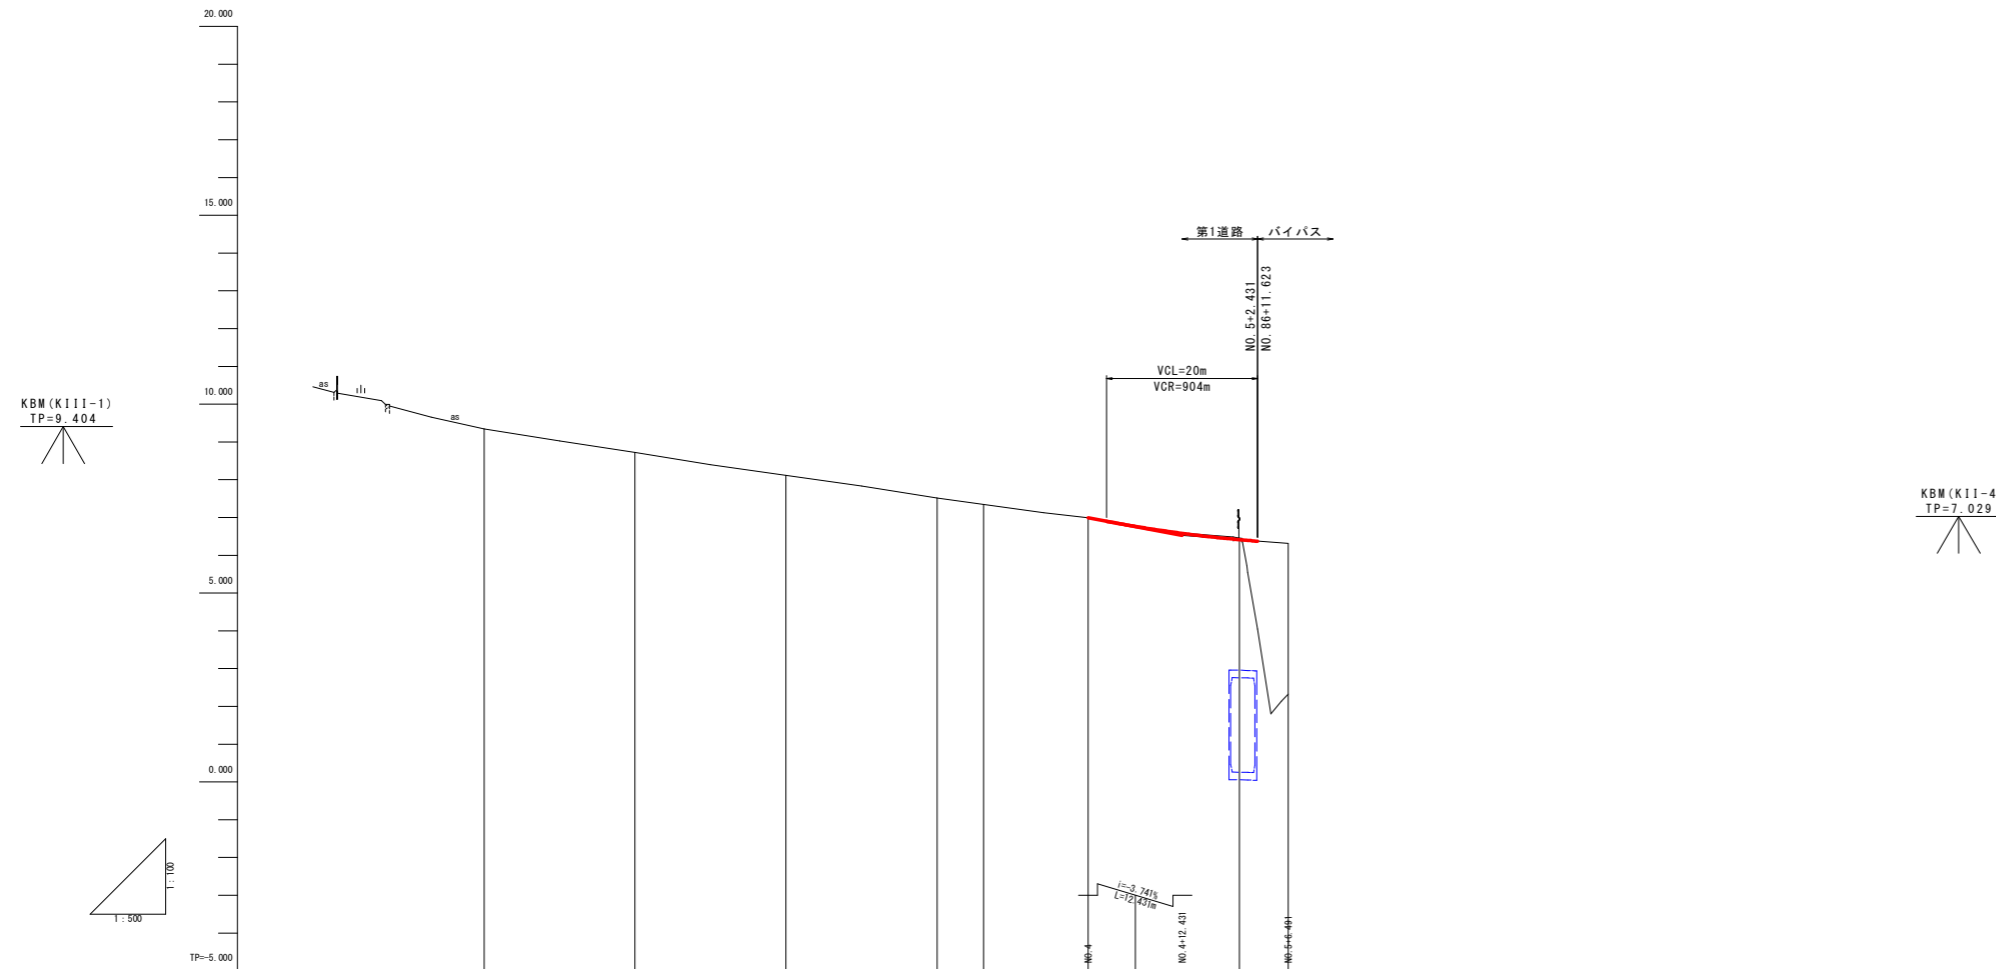 20.000
15.000
第1道路
バイパス
NO.5+2.431
NO.86+11.623
VCL=20m
VCR=904m
as
10.000
as
KBM(KIII-1)
TP=9.404
KBM(KII-4
TP=7.029
5.000
0.000
1:100
1:500
i=-3.741%
L=12.431m
NO.4
NO.4+12.431
NO.5+6.491
TP=-5.000